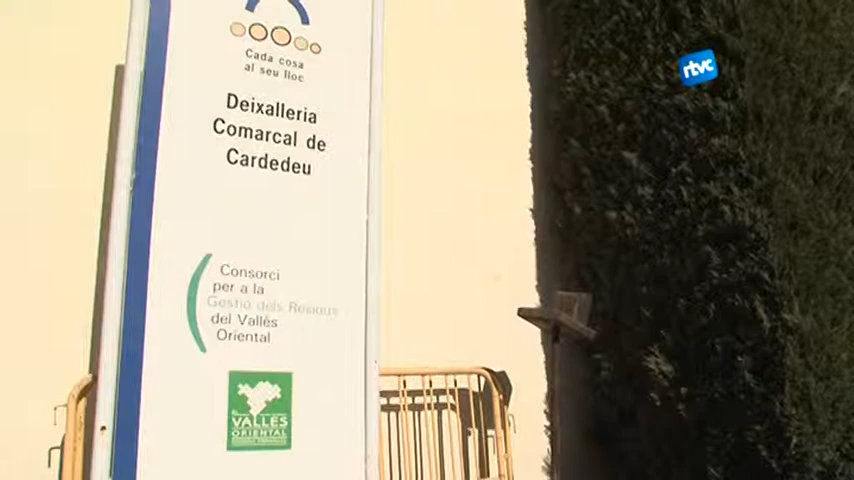 rtvc
Cada cosa
al seu lloc
Deixalleria
Comarcal de
Cardedeu
Consorci
per a la
Gestió dels Residus
del Vallès
Oriental
VALLÈS
ORIENTAL